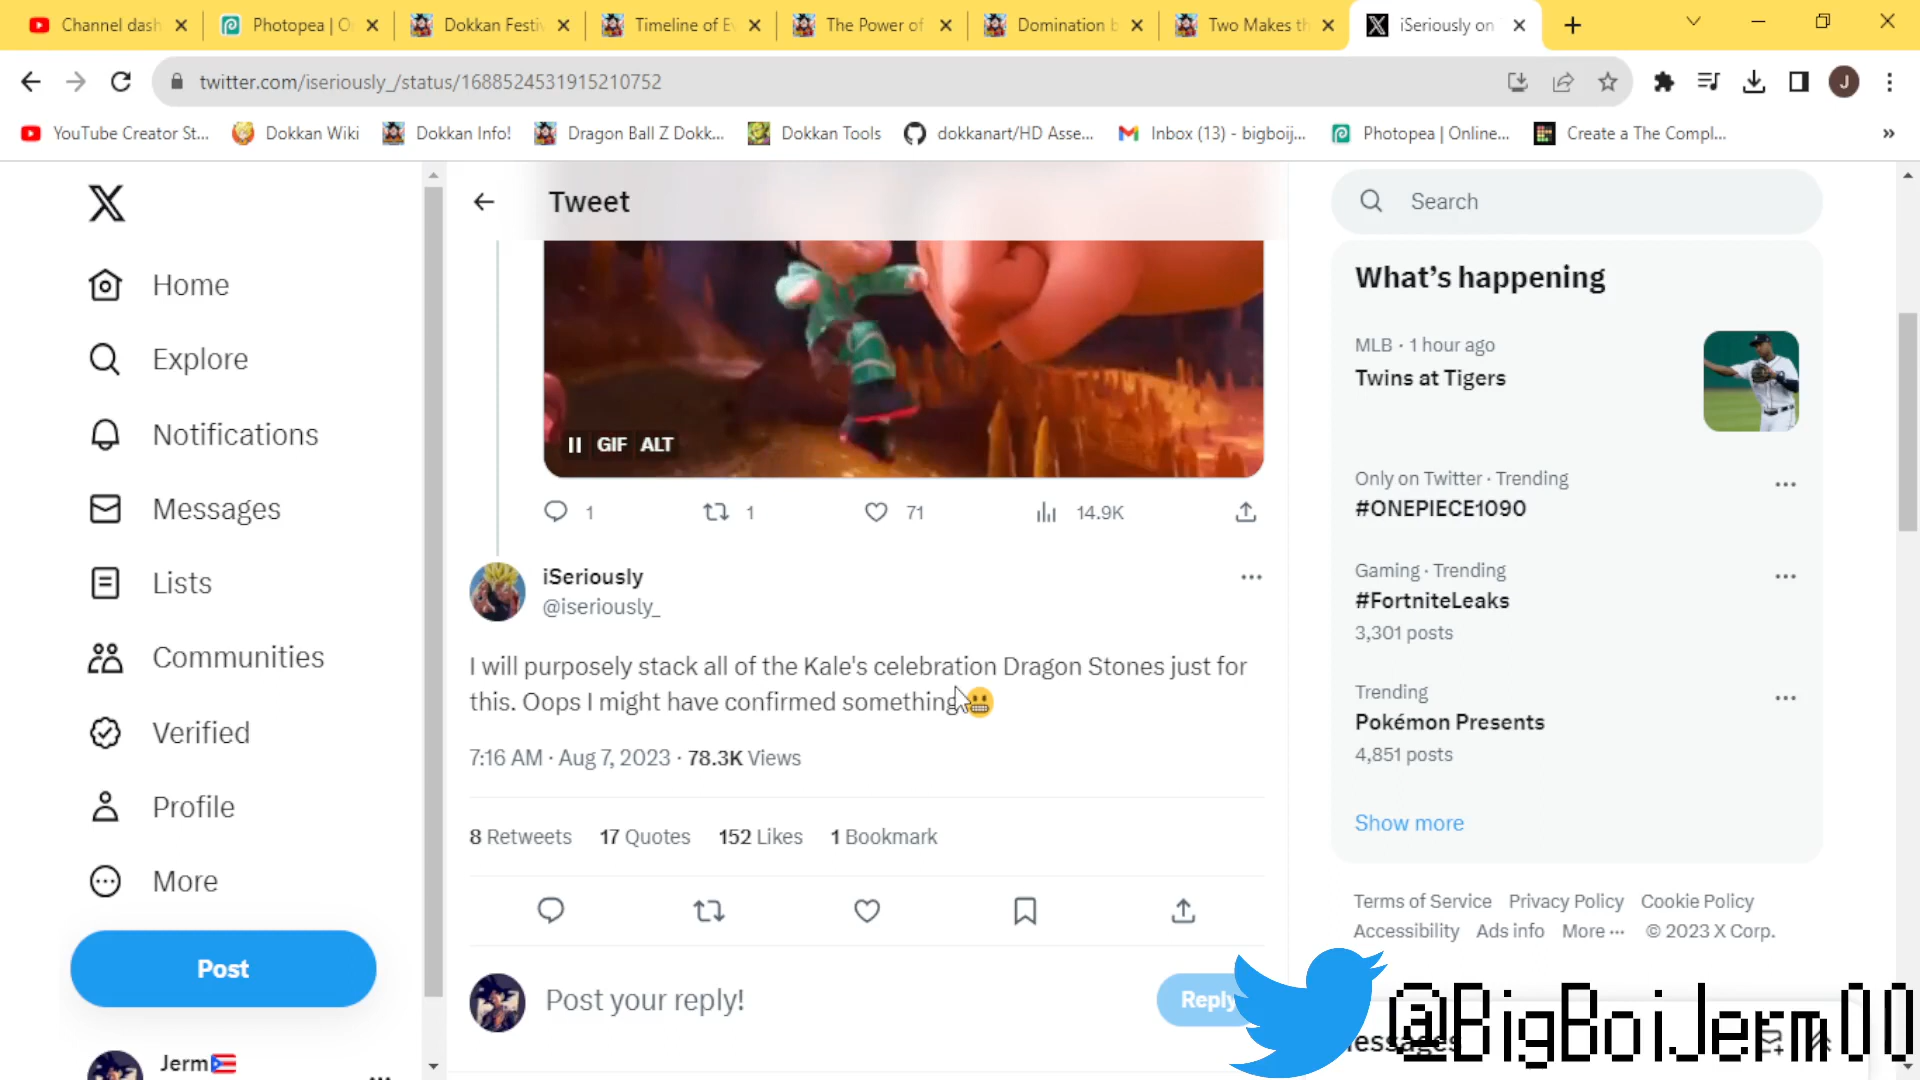 Channel dash
Photopea | O
Dokkan Festi
Timeline of E
The Power of
Domination b
Two Makes th
iSeriously on
twitter.com/iseriously_/status/1688524531915210752
J
YouTube Creator St...
Dokkan Wiki
Dokkan Info!
Dragon Ball Z Dokk...
Dokkan Tools
dokkanart/HD Asse...
Inbox (13) - bigboij...
Photopea | Online...
Create a The Compl...
»
X
Home
Explore
Notifications
Messages
Lists
Communities
Verified
Profile
More
Post
Jerm
Tweet
GIF ALT
1
1
71
14.9K
iSeriously
@iseriously_
I will purposely stack all of the Kale's celebration Dragon Stones just for
this. Oops I might have confirmed something
7:16 AM · Aug 7, 2023 · 78.3K Views
8 Retweets 17 Quotes 152 Likes 1 Bookmark
Post your reply!
Reply
Search
What's happening
MLB · 1 hour ago
Twins at Tigers
Only on Twitter · Trending
#ONEPIECE1090
Gaming · Trending
#FortniteLeaks
3,301 posts
Trending
Pokémon Presents
4,851 posts
Show more
Terms of Service Privacy Policy Cookie Policy
Accessibility Ads info More ··· © 2023 X Corp.
@BigBoiJerm00